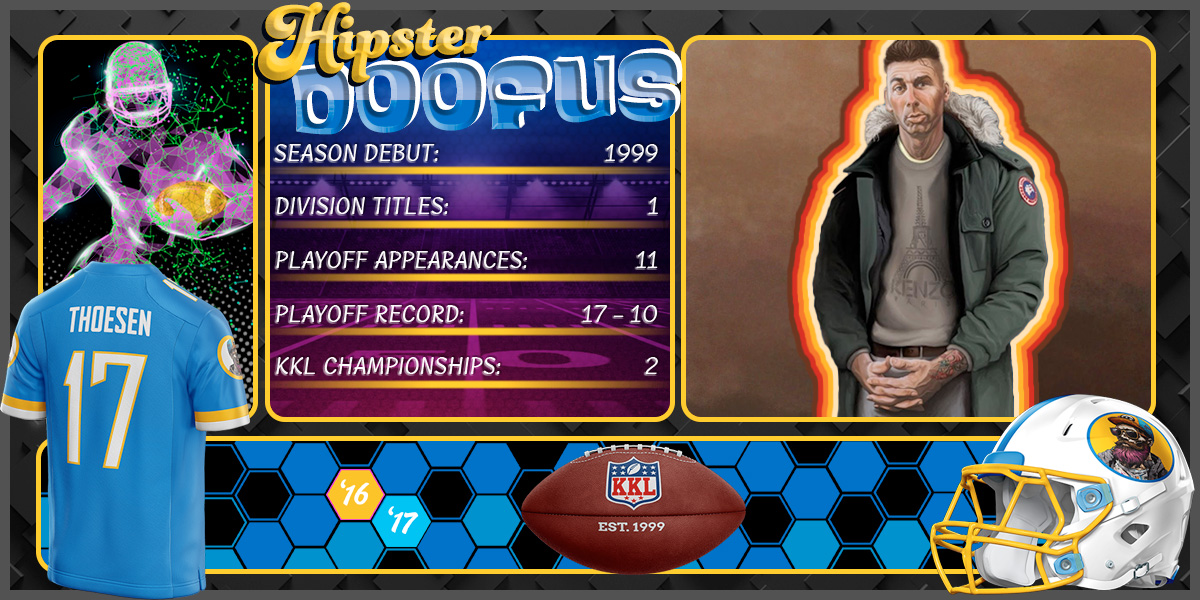 Hipster
DOOFUS
SEASON DEBUT: 1999
DIVISION TITLES: 1
PLAYOFF APPEARANCES: 11
PLAYOFF RECORD: 17 – 10
KKL CHAMPIONSHIPS: 2
KENZO
THOESEN
17
'16
'17
KKL
EST. 1999